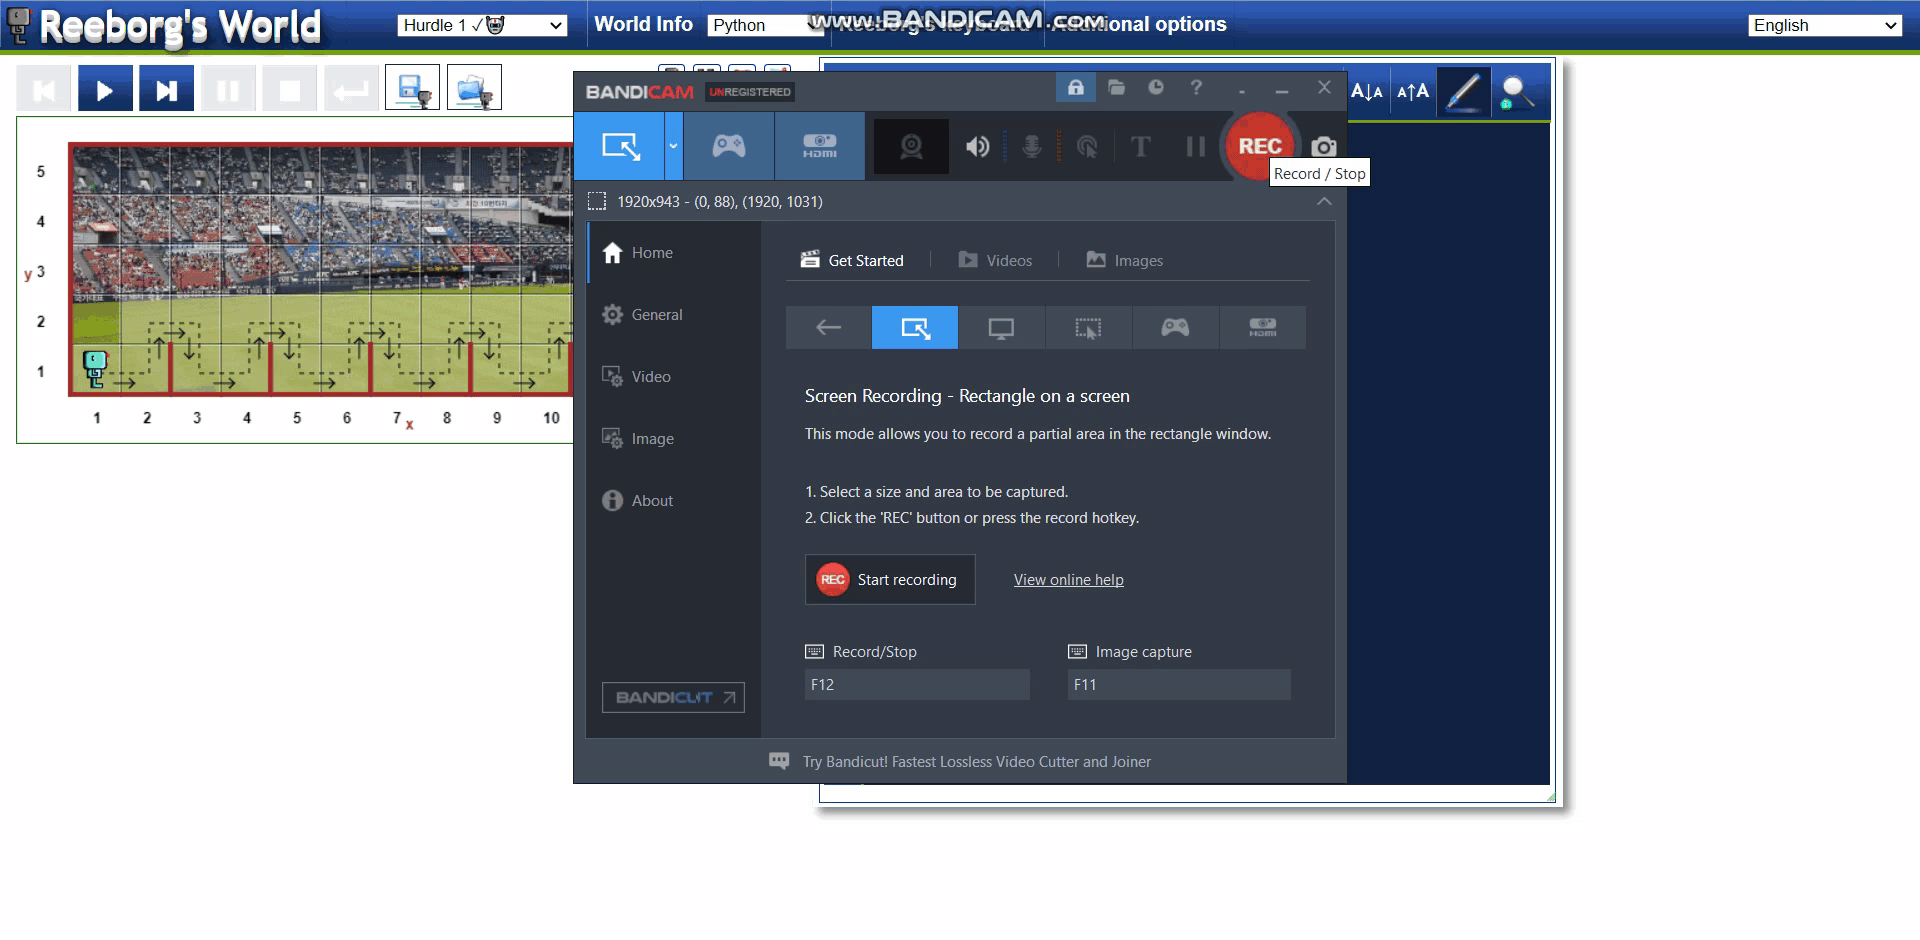 Reeborg's World
Hurdle 1 ✓
World Info
Python
Reeborg's keyboard
Additional options
English
www.BANDICAM.com
BANDICAM UNREGISTERED
?
REC
Record / Stop
A↓A
A↑A
HDMI
T
1920x943 - (0, 88), (1920, 1031)
Home
General
Video
Image
About
BANDICUT
Get Started
Videos
Images
HDMI
Screen Recording - Rectangle on a screen
This mode allows you to record a partial area in the rectangle window.
1. Select a size and area to be captured.
2. Click the 'REC' button or press the record hotkey.
REC Start recording
View online help
Record/Stop
F12
Image capture
F11
Try Bandicut! Fastest Lossless Video Cutter and Joiner
5
4
y 3
2
1
1 2 3 4 5 6 7 x 8 9 10